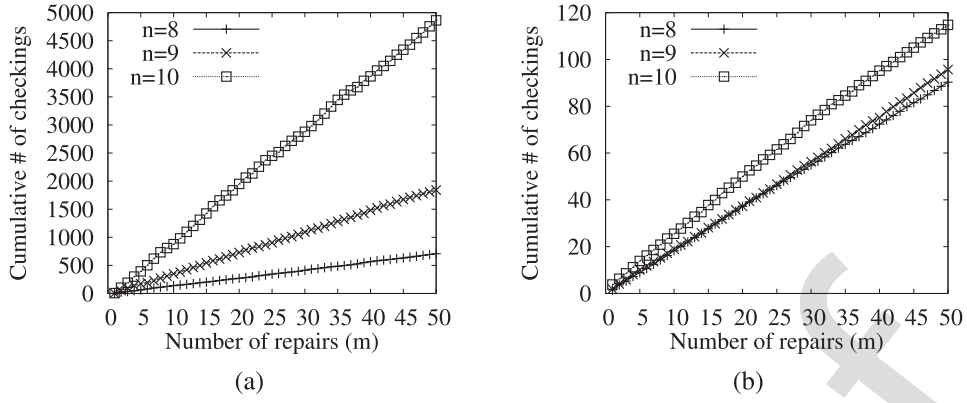 5000
4500
4000
3500
3000
2500
2000
1500
1000
500
0
Cumulative # of checkings
n=8
n=9
n=10
0 5 10 15 20 25 30 35 40 45 50
Number of repairs (m)
(a)
120
100
80
60
40
20
0
Cumulative # of checkings
n=8
n=9
n=10
0 5 10 15 20 25 30 35 40 45 50
Number of repairs (m)
(b)
f